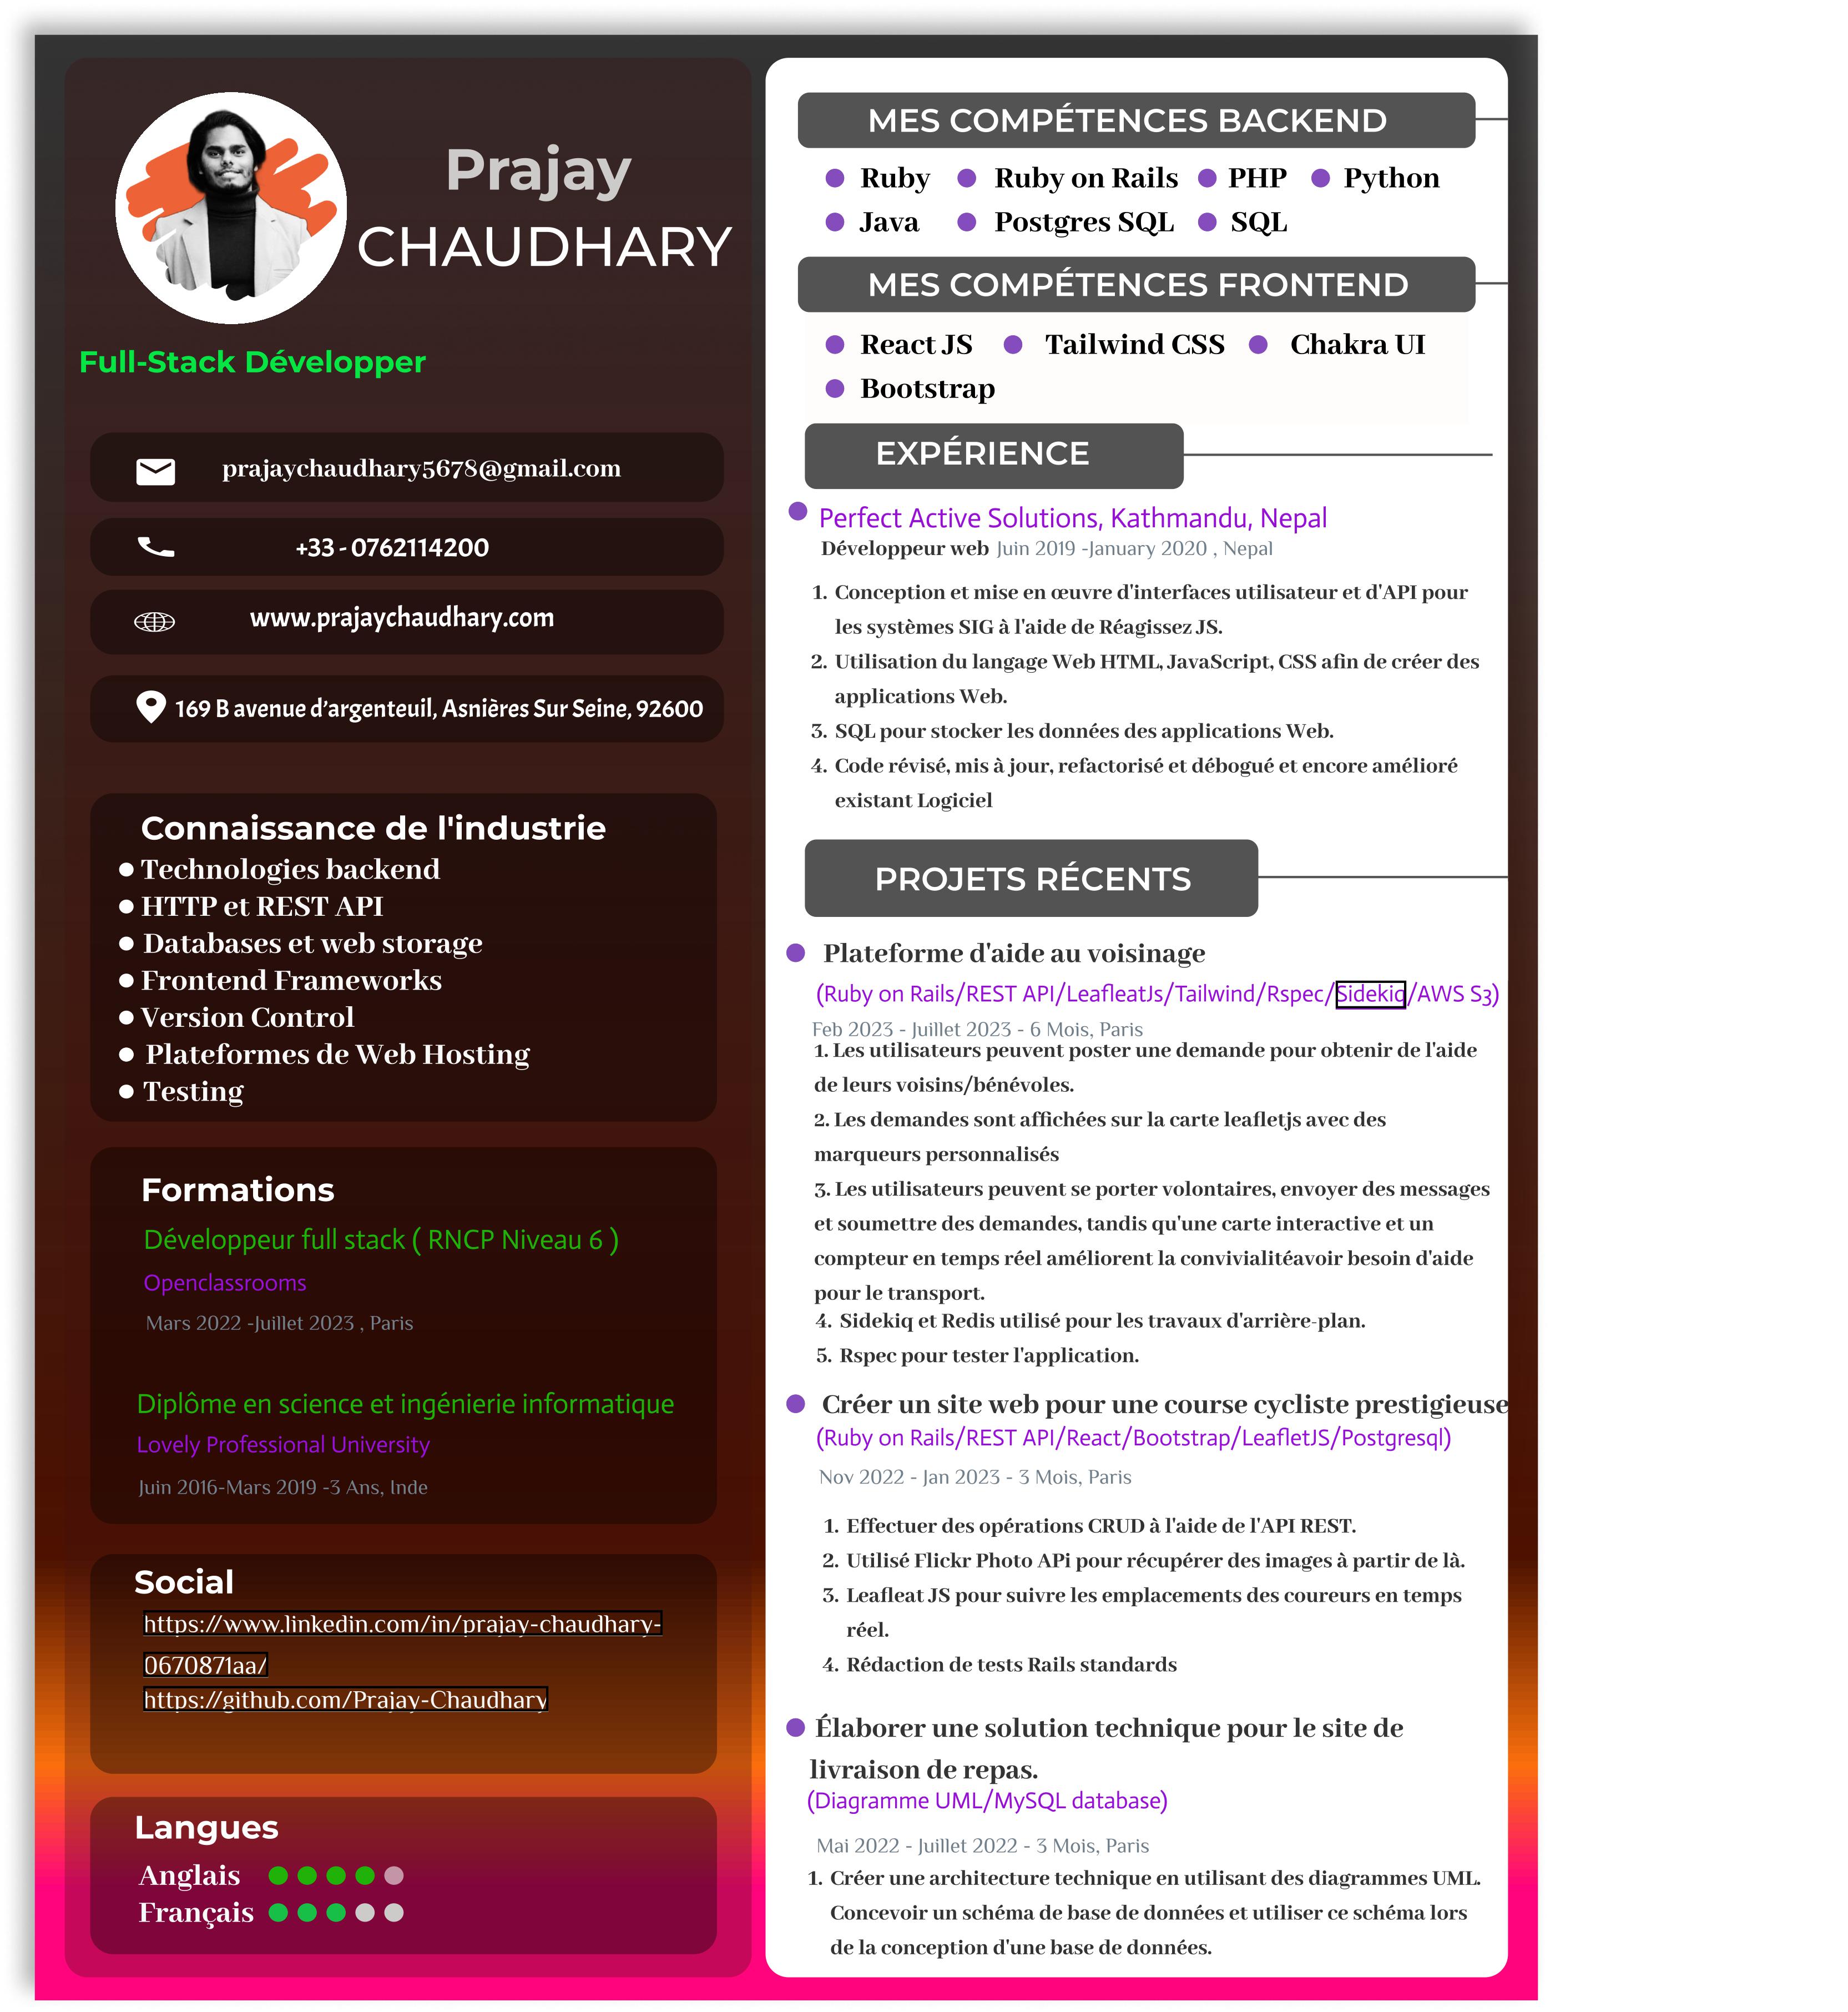 Prajay
CHAUDHARY
Full-Stack Développer
prajaychaudhary5678@gmail.com
+33 - 0762114200
www.prajaychaudhary.com
169 B avenue d’argenteuil, Asnières Sur Seine, 92600
Connaissance de l'industrie
Technologies backend
HTTP et REST API
Databases et web storage
Frontend Frameworks
Version Control
Plateformes de Web Hosting
Testing
Formations
Développeur full stack ( RNCP Niveau 6 )
Openclassrooms
Mars 2022 -Juillet 2023 , Paris
Diplôme en science et ingénierie informatique
Lovely Professional University
Juin 2016-Mars 2019 -3 Ans, Inde
Social
https://www.linkedin.com/in/prajay-chaudhary-
0670871aa/
https://github.com/Prajay-Chaudhary
Langues
Anglais
Français
MES COMPÉTENCES BACKEND
Ruby Ruby on Rails PHP Python
Java Postgres SQL SQL
MES COMPÉTENCES FRONTEND
React JS Tailwind CSS Chakra UI
Bootstrap
EXPÉRIENCE
Perfect Active Solutions, Kathmandu, Nepal
Développeur web Juin 2019 -January 2020 , Nepal
1. Conception et mise en œuvre d'interfaces utilisateur et d'API pour
les systèmes SIG à l'aide de Réagissez JS.
2. Utilisation du langage Web HTML, JavaScript, CSS afin de créer des
applications Web.
3. SQL pour stocker les données des applications Web.
4. Code révisé, mis à jour, refactorisé et débogué et encore amélioré
existant Logiciel
PROJETS RÉCENTS
Plateforme d'aide au voisinage
(Ruby on Rails/REST API/LeafleatJs/Tailwind/Rspec/Sidekiq/AWS S3)
Feb 2023 - Juillet 2023 - 6 Mois, Paris
1. Les utilisateurs peuvent poster une demande pour obtenir de l'aide
de leurs voisins/bénévoles.
2. Les demandes sont affichées sur la carte leafletjs avec des
marqueurs personnalisés
3. Les utilisateurs peuvent se porter volontaires, envoyer des messages
et soumettre des demandes, tandis qu'une carte interactive et un
compteur en temps réel améliorent la convivialitéavoir besoin d'aide
pour le transport.
4. Sidekiq et Redis utilisé pour les travaux d'arrière-plan.
5. Rspec pour tester l'application.
Créer un site web pour une course cycliste prestigieuse
(Ruby on Rails/REST API/React/Bootstrap/LeafletJS/Postgresql)
Nov 2022 - Jan 2023 - 3 Mois, Paris
1. Effectuer des opérations CRUD à l'aide de l'API REST.
2. Utilisé Flickr Photo APi pour récupérer des images à partir de là.
3. Leafleat JS pour suivre les emplacements des coureurs en temps
réel.
4. Rédaction de tests Rails standards
Élaborer une solution technique pour le site de
livraison de repas.
(Diagramme UML/MySQL database)
Mai 2022 - Juillet 2022 - 3 Mois, Paris
1. Créer une architecture technique en utilisant des diagrammes UML.
Concevoir un schéma de base de données et utiliser ce schéma lors
de la conception d'une base de données.